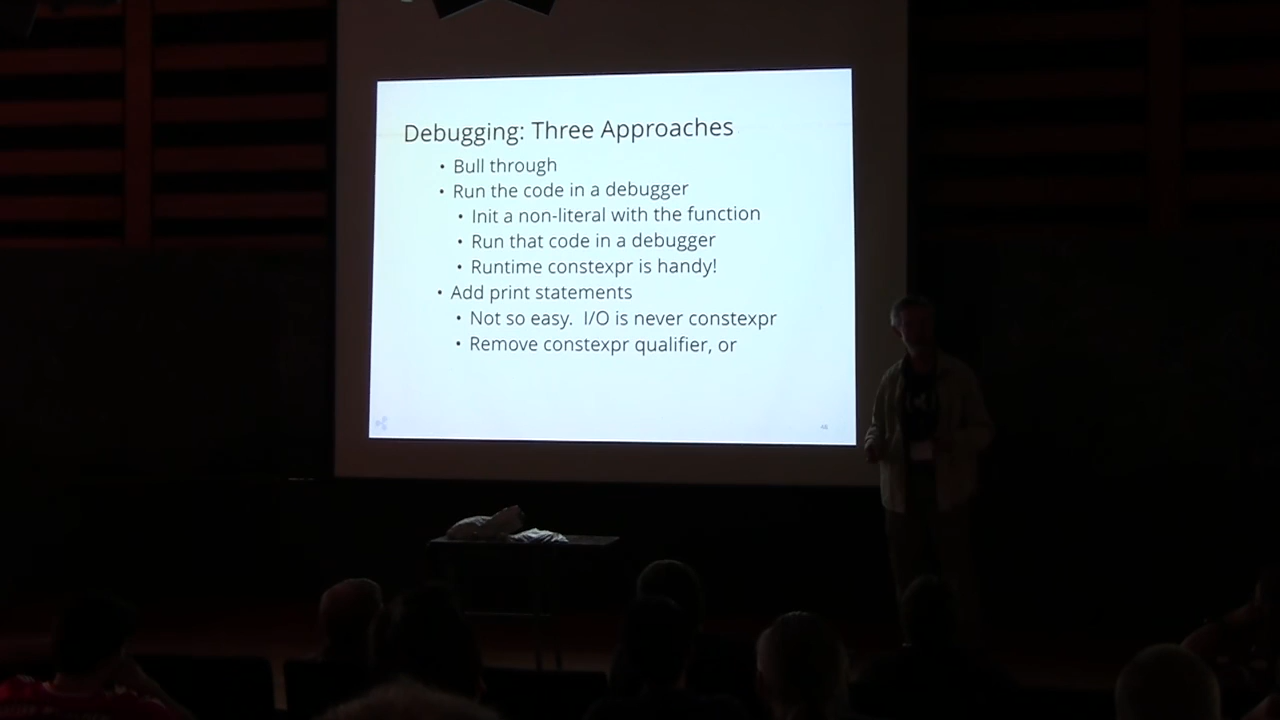 Debugging: Three Approaches
• Bull through
• Run the code in a debugger
• Init a non-literal with the function
• Run that code in a debugger
• Runtime constexpr is handy!
• Add print statements
• Not so easy.  I/O is never constexpr
• Remove constexpr qualifier, or